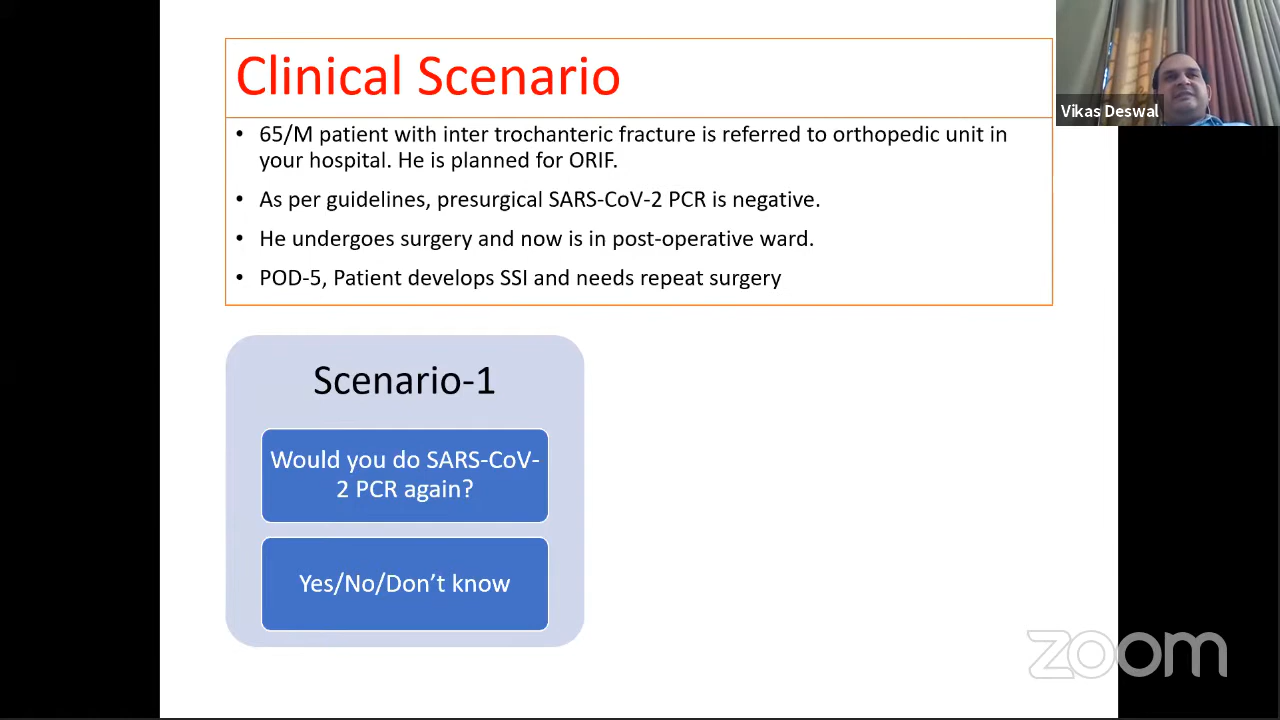 Clinical Scenario
• 65/M patient with inter trochanteric fracture is referred to orthopedic unit in
your hospital. He is planned for ORIF.
• As per guidelines, presurgical SARS-CoV-2 PCR is negative.
• He undergoes surgery and now is in post-operative ward.
• POD-5, Patient develops SSI and needs repeat surgery
Scenario-1
Would you do SARS-CoV-
2 PCR again?
Yes/No/Don’t know
Vikas Deswal
zoom